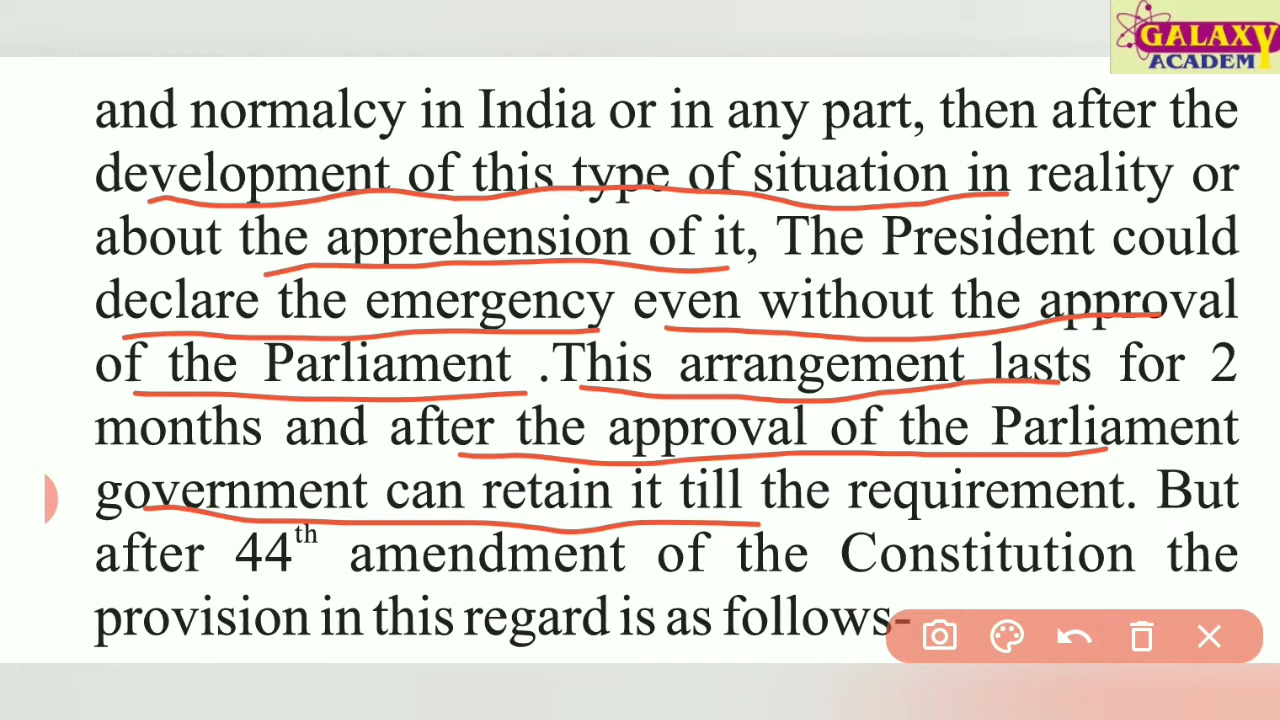 GALAXY
ACADEMY
and normalcy in India or in any part, then after the
development of this type of situation in reality or
about the apprehension of it, The President could
declare the emergency even without the approval
of the Parliament .This arrangement lasts for 2
months and after the approval of the Parliament
government can retain it till the requirement. But
after 44th amendment of the Constitution the
provision in this regard is as follows-